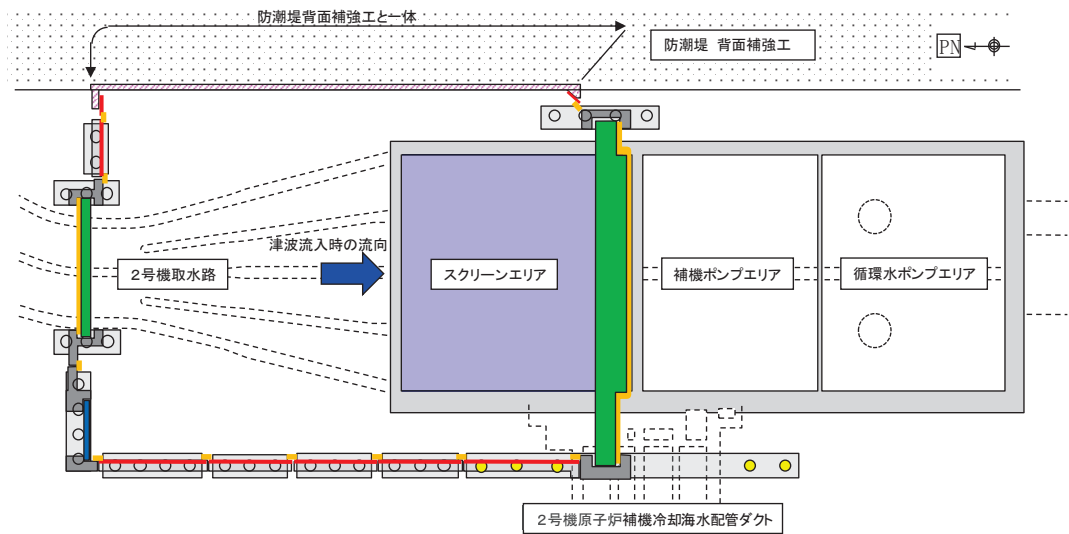 防潮堤背面補強工と一体
防潮堤 背面補強工
PN
津波流入時の流向
2号機取水路
スクリーンエリア
補機ポンプエリア
循環水ポンプエリア
2号機原子炉補機冷却海水配管ダクト